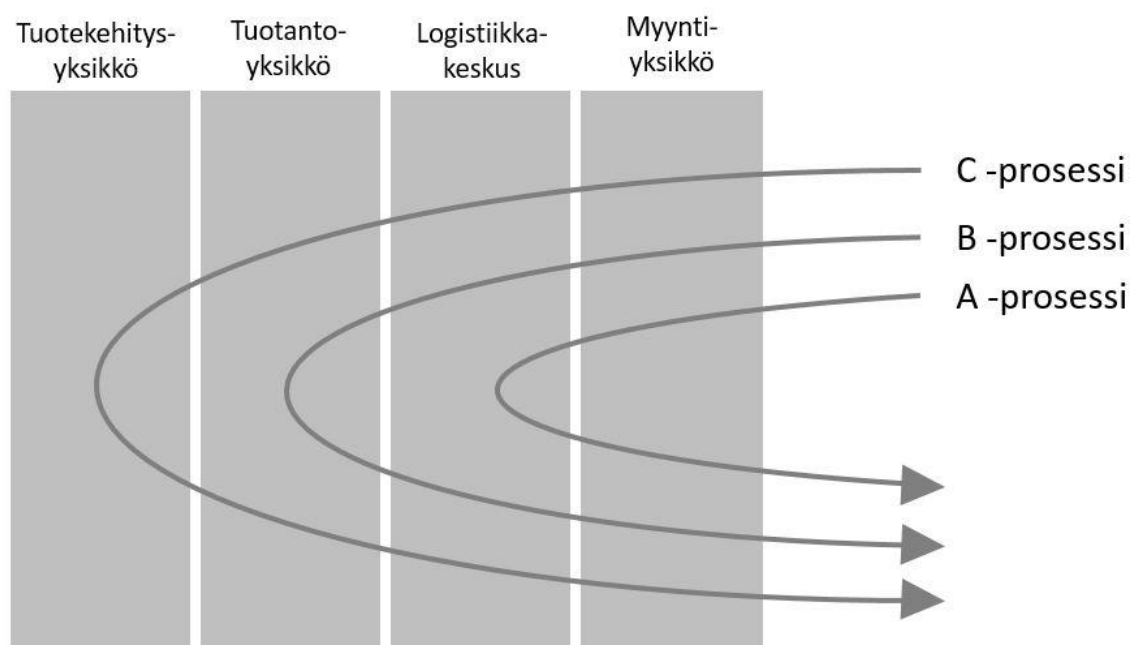 Tuotekehitys-
yksikkö
Tuotanto-
yksikkö
Logistiikka-
keskus
Myynti-
yksikkö
C -prosessi
B -prosessi
A -prosessi